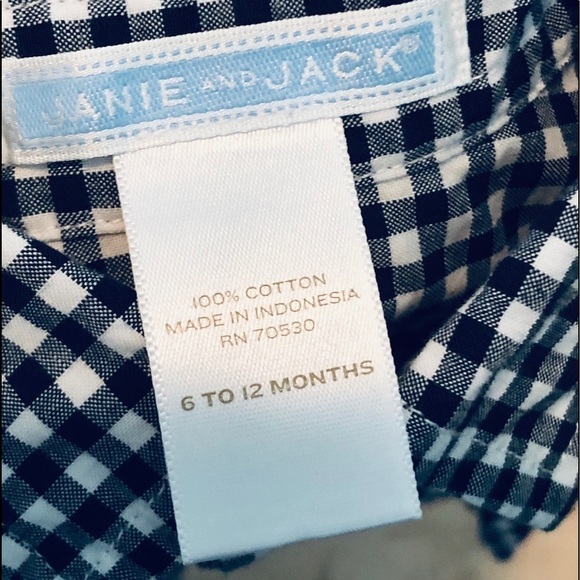 JANIE AND JACK®
100% COTTON
MADE IN INDONESIA
RN 70530
6 TO 12 MONTHS